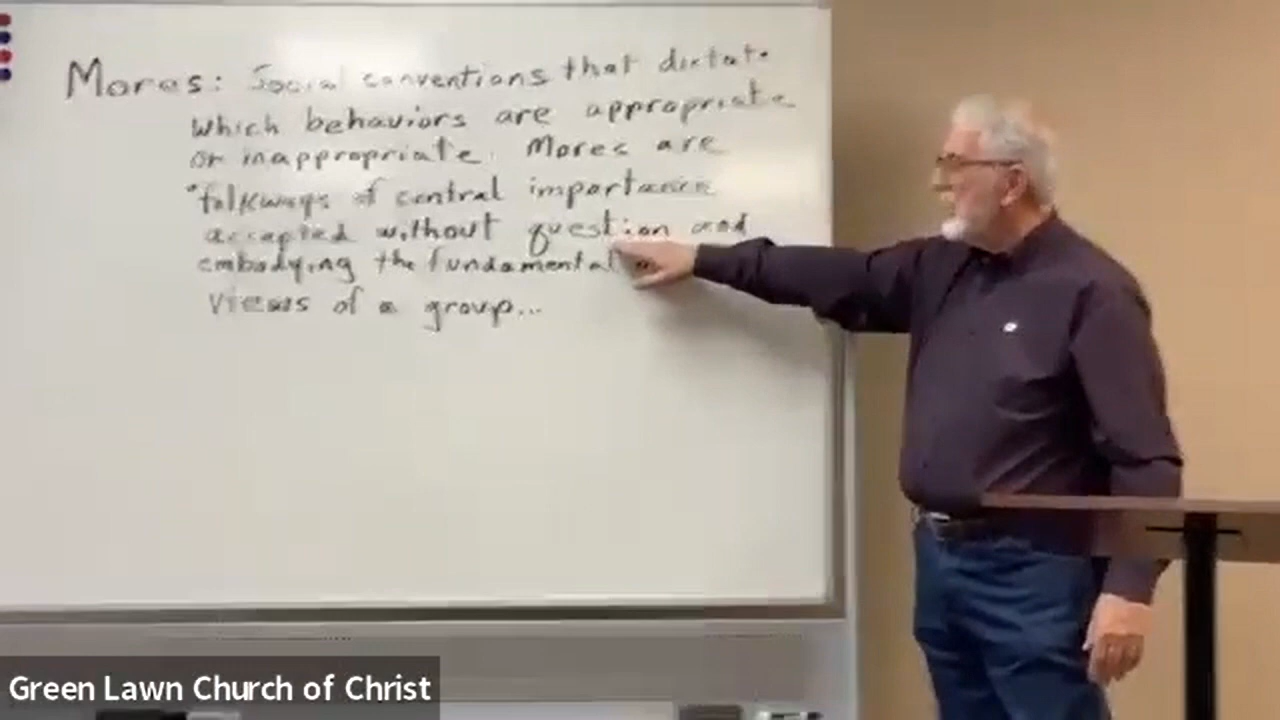 Mores: Social conventions that dictate
which behaviors are appropriate
or inappropriate. Mores are
"folkways of central importance
accepted without question and
embodying the fundamental
views of a group...
Green Lawn Church of Christ